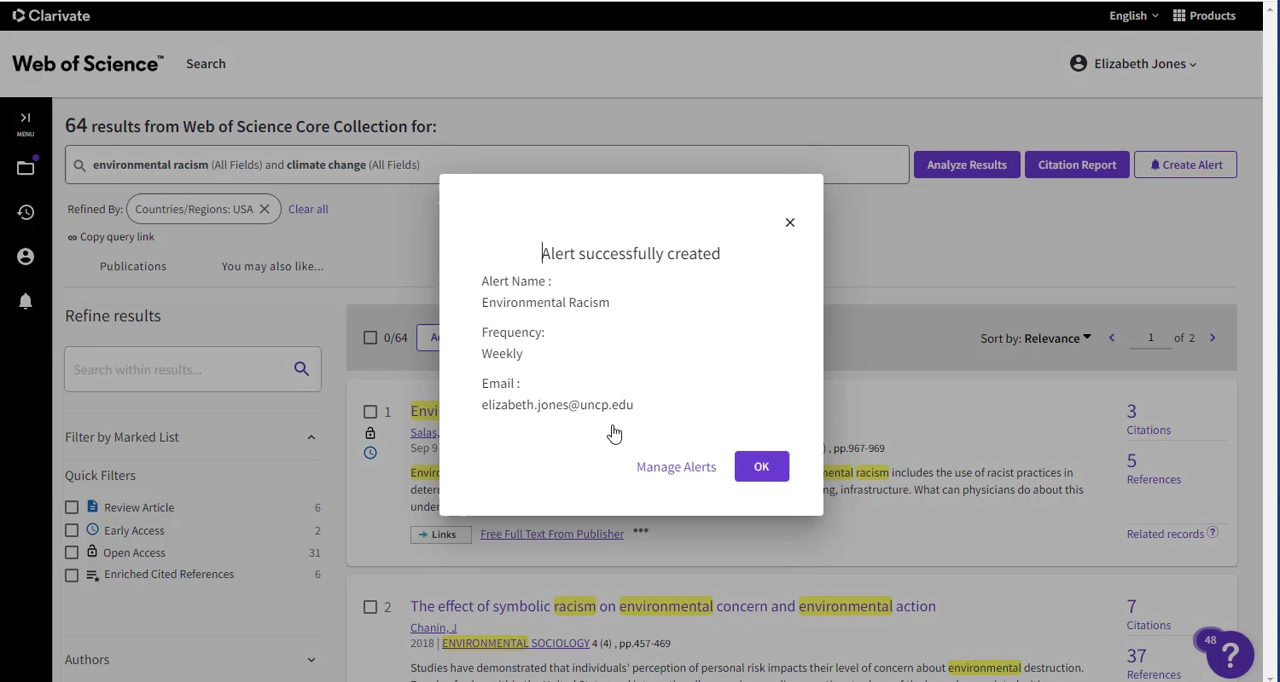 Clarivate
English
Products
Web of Science™
Search
Elizabeth Jones
MENU
64 results from Web of Science Core Collection for:
environmental racism (All Fields) and climate change (All Fields)
Analyze Results
Citation Report
Create Alert
Refined By:
Countries/Regions: USA
Clear all
Copy query link
Publications
You may also like...
Alert successfully created
Alert Name :
Environmental Racism
Frequency:
Weekly
Email :
elizabeth.jones@uncp.edu
Manage Alerts
OK
Refine results
Search within results...
Filter by Marked List
Quick Filters
Review Article 6
Early Access 2
Open Access 31
Enriched Cited References 6
Authors
0/64
Sort by: Relevance
1 of 2
1
Envi
Salas,
Sep 9
, pp.967-969
Enviro
mental racism includes the use of racist practices in
deter
ng, infrastructure. What can physicians do about this
unde
Links
Free Full Text From Publisher
3
Citations
5
References
Related records ?
2
The effect of symbolic racism on environmental concern and environmental action
Chanin, J
2018 | ENVIRONMENTAL SOCIOLOGY 4 (4) , pp.457-469
Studies have demonstrated that individuals' perception of personal risk impacts their level of concern about environmental destruction.
7
Citations
37
References
48
?